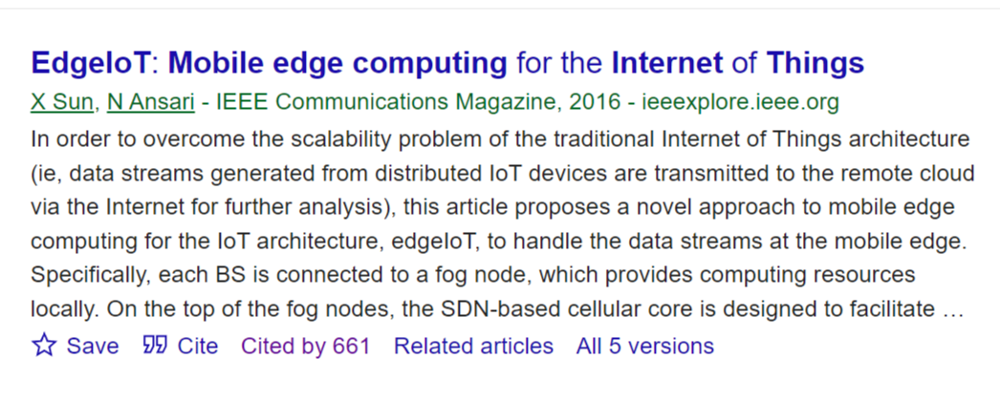 EdgeIoT: Mobile edge computing for the Internet of Things
X Sun, N Ansari - IEEE Communications Magazine, 2016 - ieeexplore.ieee.org
In order to overcome the scalability problem of the traditional Internet of Things architecture
(ie, data streams generated from distributed IoT devices are transmitted to the remote cloud
via the Internet for further analysis), this article proposes a novel approach to mobile edge
computing for the IoT architecture, edgeIoT, to handle the data streams at the mobile edge.
Specifically, each BS is connected to a fog node, which provides computing resources
locally. On the top of the fog nodes, the SDN-based cellular core is designed to facilitate …
Save Cite Cited by 661 Related articles All 5 versions